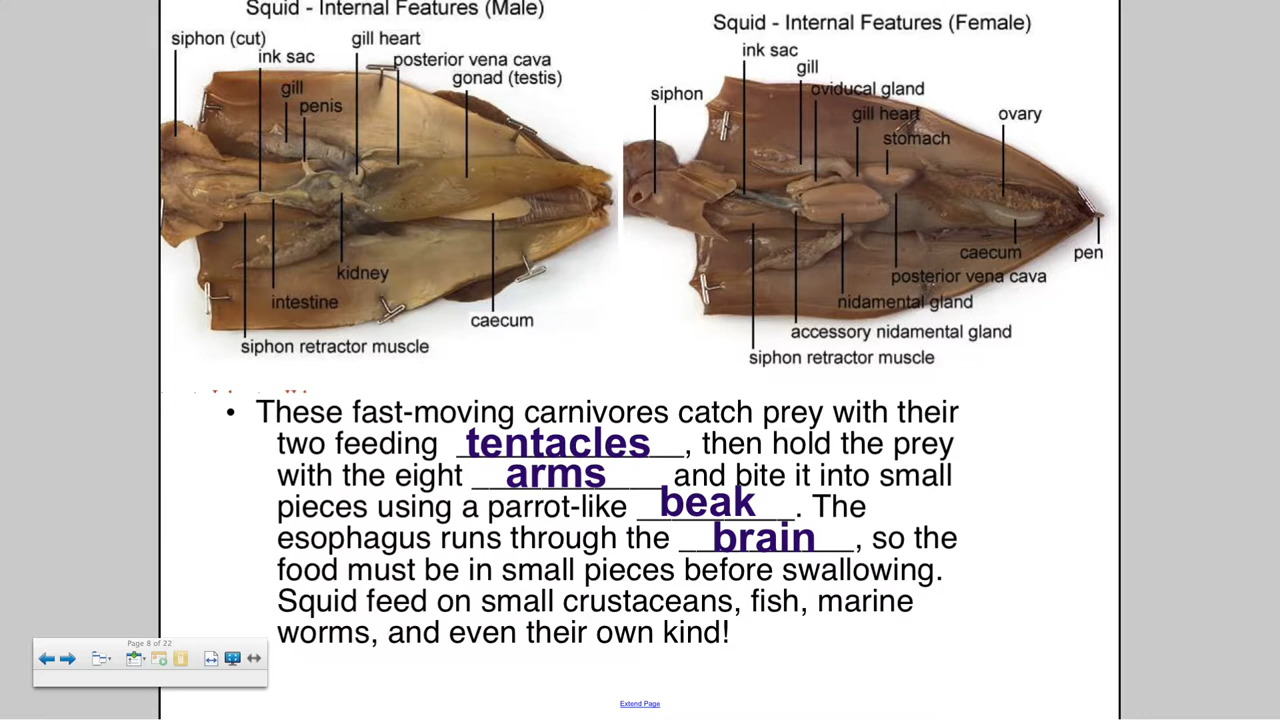 Squid - Internal Features (Male)
siphon (cut)
gill heart
ink sac
posterior vena cava
gill
gonad (testis)
penis
kidney
intestine
caecum
siphon retractor muscle
Squid - Internal Features (Female)
ink sac
gill
oviducal gland
siphon
gill heart
ovary
stomach
caecum
pen
posterior vena cava
nidamental gland
accessory nidamental gland
siphon retractor muscle
• These fast-moving carnivores catch prey with their
two feeding tentacles, then hold the prey
with the eight arms and bite it into small
pieces using a parrot-like beak. The
esophagus runs through the brain, so the
food must be in small pieces before swallowing.
Squid feed on small crustaceans, fish, marine
worms, and even their own kind!
Page 8 of 22
Extend Page